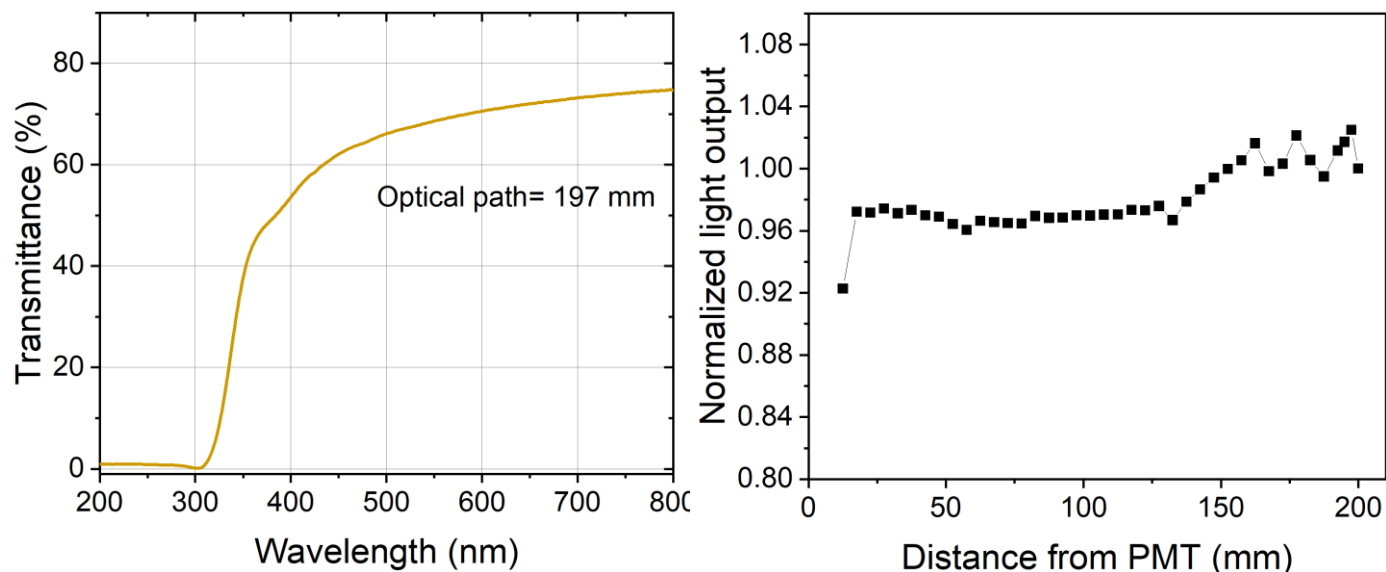 Transmittance (%)
80
60
40
20
0
Optical path= 197 mm
200 300 400 500 600 700 800
Wavelength (nm)
Normalized light output
1.08
1.04
1.00
0.96
0.92
0.88
0.84
0.80
0 50 100 150 200
Distance from PMT (mm)